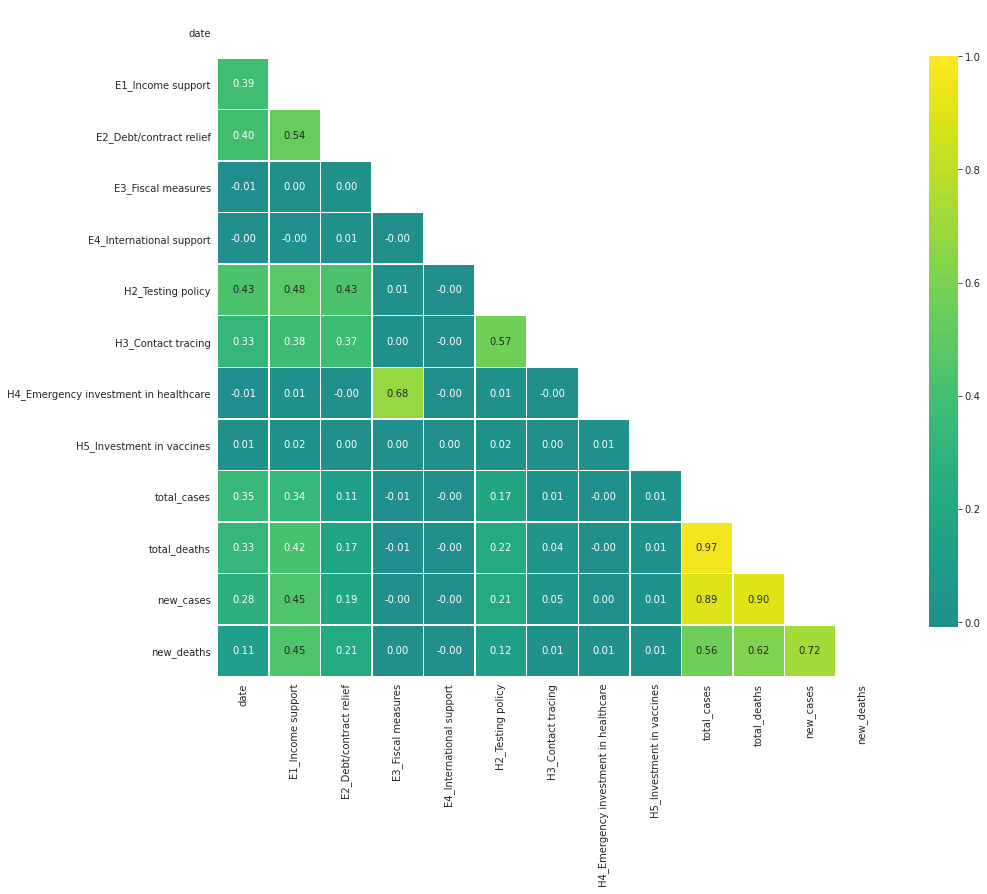 date
1.0
E1_Income support 0.39
E2_Debt/contract relief 0.40 0.54
0.8
E3_Fiscal measures -0.01 0.00 0.00
E4_International support -0.00 -0.00 0.01 -0.00
0.6
H2_Testing policy 0.43 0.48 0.43 0.01 -0.00
H3_Contact tracing 0.33 0.38 0.37 0.00 -0.00 0.57
H4_Emergency investment in healthcare -0.01 0.01 -0.00 0.68 -0.00 0.01 -0.00
0.4
H5_Investment in vaccines 0.01 0.02 0.00 0.00 0.00 0.02 0.00 0.01
total_cases 0.35 0.34 0.11 -0.01 -0.00 0.17 0.01 -0.00 0.01
0.2
total_deaths 0.33 0.42 0.17 -0.01 -0.00 0.22 0.04 -0.00 0.01 0.97
new_cases 0.28 0.45 0.19 -0.00 -0.00 0.21 0.05 0.00 0.01 0.89 0.90
0.0
new_deaths 0.11 0.45 0.21 0.00 -0.00 0.12 0.01 0.01 0.01 0.56 0.62 0.72
date
E1_Income support
E2_Debt/contract relief
E3_Fiscal measures
E4_International support
H2_Testing policy
H3_Contact tracing
H4_Emergency investment in healthcare
H5_Investment in vaccines
total_cases
total_deaths
new_cases
new_deaths